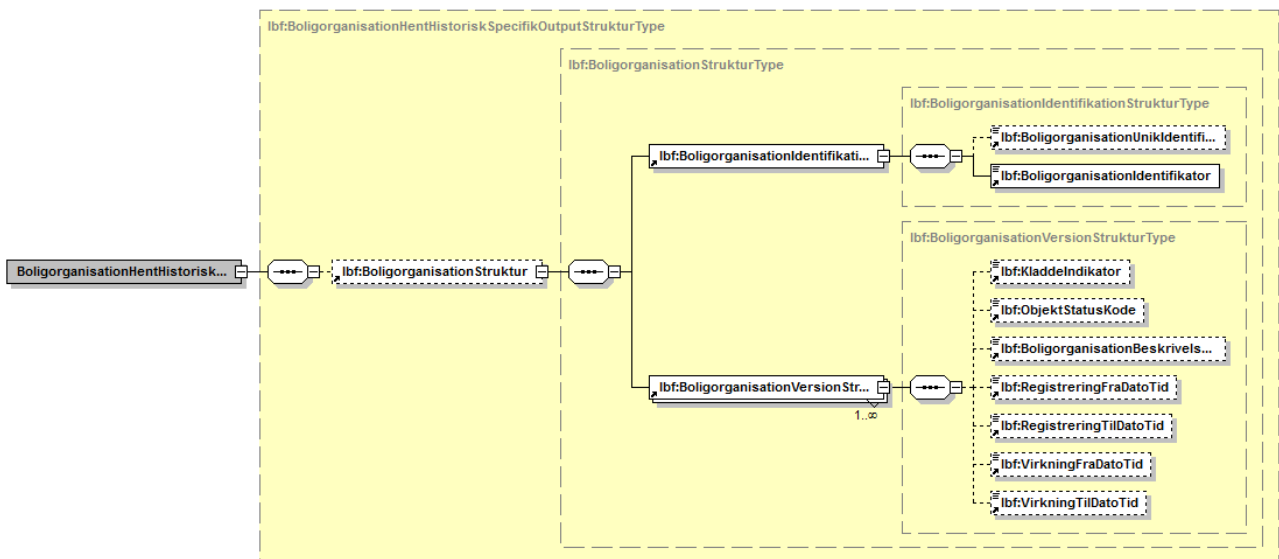 lbf:BoligorganisationHentHistoriskSpecifikOutputStrukturType
lbf:BoligorganisationStrukturType
lbf:BoligorganisationIdentifikationStrukturType
lbf:BoligorganisationUnikIdentifi...
lbf:BoligorganisationIdentifikati...
lbf:BoligorganisationIdentifikator
lbf:BoligorganisationVersionStrukturType
BoligorganisationHentHistorisk...
lbf:BoligorganisationStruktur
lbf:KladdeIndikator
lbf:ObjektStatusKode
lbf:BoligorganisationBeskrivels...
lbf:BoligorganisationVersionStr...
lbf:RegistreringFraDatoTid
1..∞
lbf:RegistreringTilDatoTid
lbf:VirkningFraDatoTid
lbf:VirkningTilDatoTid